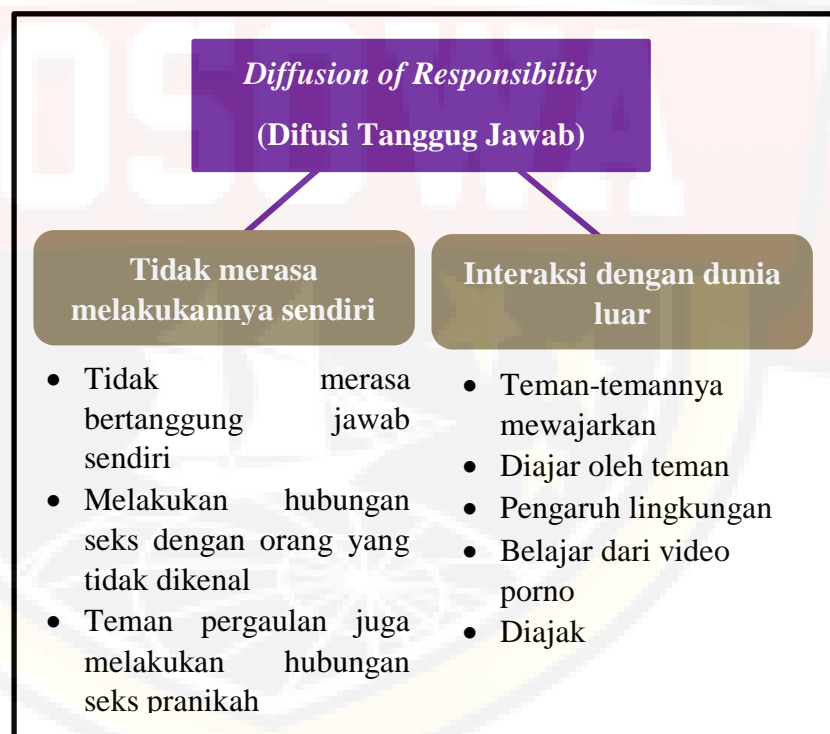 OSOWA
Diffusion of Responsibility
(Difusi Tanggug Jawab)
Tidak merasa
melakukannya sendiri
• Tidak merasa
bertanggung jawab
sendiri
• Melakukan hubungan
seks dengan orang yang
tidak dikenal
• Teman pergaulan juga
melakukan hubungan
seks pranikah
Interaksi dengan dunia
luar
• Teman-temannya
mewajarkan
• Diajar oleh teman
• Pengaruh lingkungan
• Belajar dari video
porno
• Diajak